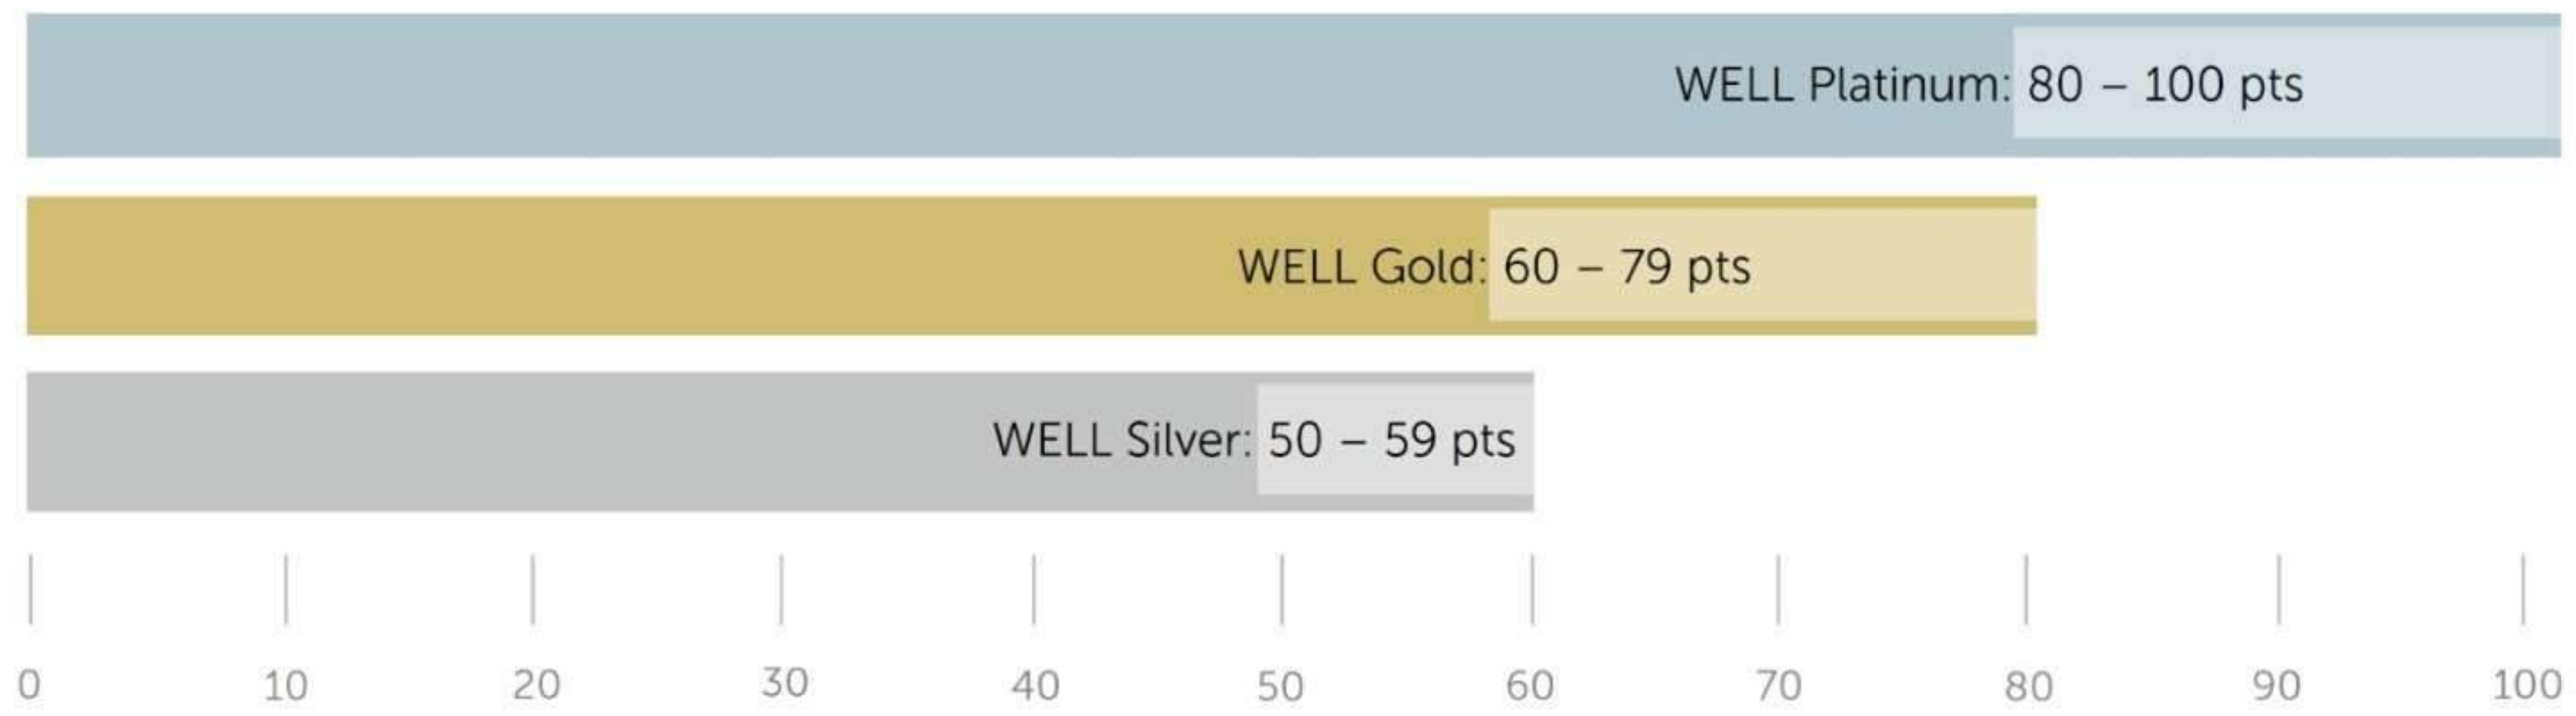 WELL Platinum: 80 – 100 pts
WELL Gold: 60 – 79 pts
WELL Silver: 50 – 59 pts
0 10 20 30 40 50 60 70 80 90 100